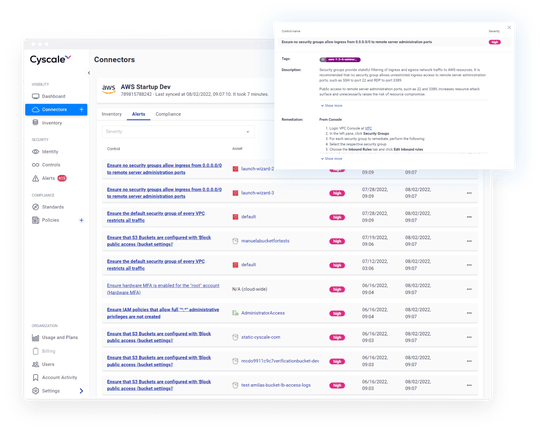 Control name
Severity
Ensure no security groups allow ingress from 0.0.0.0/0 to remote server administration ports
high
Tags:
Description:
Security groups provide stateful filtering of ingress and egress network traffic to AWS resources. It is
recommended that no security group allows unrestricted ingress access to remote server administration
ports, such as SSH to port 22 and RDP to port 3389.
Public access to remote server administration ports, such as 22 and 3389, increases resource attack
surface and unnecessarily raises the risk of resource compromise.
Show more
Remediation:
From Console
1. Login VPC Console at VPC
2. In the left pane, click Security Groups
3. For each security group to remediate, perform the following
4. Select the respective security group
5. Choose the Inbound Rules tab and click Edit inbound rules
Show more
Cyscale
VISIBILITY
Dashboard
Connectors
Inventory
SECURITY
Identity
Controls
Alerts
COMPLIANCE
Standards
Policies
ORGANIZATION
Usage and Plans
Billing
Users
Account Activity
Settings
Connectors
aws
AWS Startup Dev
789815788242 - Last synced at 08/02/2022, 09:07:10. It took 7 minutes.
Inventory Alerts Compliance
Severity
Control Asset
Ensure no security groups allow ingress from 0.0.0.0/0
to remote server administration ports
launch-wizard-2
high
09:09
09:07
Ensure no security groups allow ingress from 0.0.0.0/0
to remote server administration ports
launch-wizard-3
high
07/28/2022,
09:09
08/02/2022,
09:07
Ensure the default security group of every VPC
restricts all traffic
default
high
07/28/2022,
09:09
08/02/2022,
09:07
Ensure that S3 Buckets are configured with 'Block
public access (bucket settings)'
manuelabucketfortests
high
07/19/2022,
09:06
08/02/2022,
09:07
Ensure the default security group of every VPC
restricts all traffic
default
high
07/12/2022,
03:06
08/02/2022,
09:07
Ensure hardware MFA is enabled for the 'root' account
(Hardware MFA)
N/A (cloud-wide)
high
06/16/2022,
09:04
08/02/2022,
09:07
Ensure IAM policies that allow full "*:*" administrative
privileges are not created
AdministratorAccess
high
06/16/2022,
09:04
08/02/2022,
09:07
Ensure that S3 Buckets are configured with 'Block
public access (bucket settings)'
static-cyscale-com
high
06/16/2022,
09:03
08/02/2022,
09:07
Ensure that S3 Buckets are configured with 'Block
public access (bucket settings)'
high
06/16/2022,
09:03
08/02/2022,
09:07
Ensure that S3 Buckets are configured with 'Block
public access (bucket settings)'
test-amilas-bucket-lb-access-logs
high
06/16/2022,
09:03
08/02/2022,
09:07